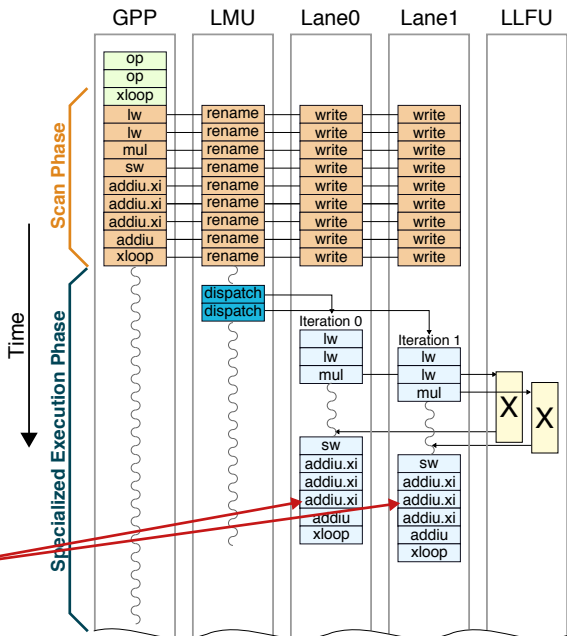 GPP LMU Lane0 Lane1 LLFU
op
op
xloop
lw rename write write
lw rename write write
mul rename write write
sw rename write write
addiu.xi rename write write
addiu.xi rename write write
addiu.xi rename write write
addiu rename write write
xloop rename write write
Scan Phase
Time
Specialized Execution Phase
dispatch
dispatch
Iteration 0
lw
lw
mul
sw
addiu.xi
addiu.xi
addiu.xi
addiu
xloop
Iteration 1
lw
lw
mul
sw
addiu.xi
addiu.xi
addiu.xi
addiu
xloop
X
X